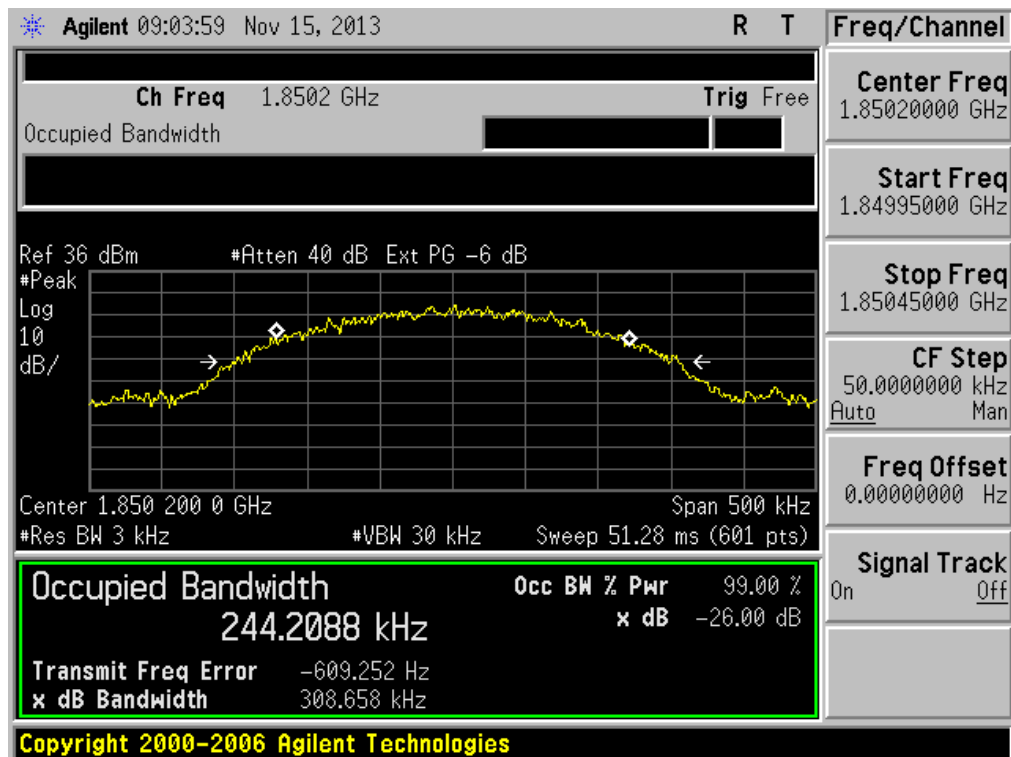 Agilent 09:03:59 Nov 15, 2013 R T
Freq/Channel
Ch Freq 1.8502 GHz Trig Free
Occupied Bandwidth
Center Freq
1.85020000 GHz
Start Freq
1.84995000 GHz
Stop Freq
1.85045000 GHz
CF Step
50.0000000 kHz
Auto Man
Freq Offset
0.00000000 Hz
Signal Track
On Off
Ref 36 dBm #Atten 40 dB Ext PG -6 dB
#Peak
Log
10
dB/
Center 1.850 200 0 GHz Span 500 kHz
#Res BW 3 kHz #VBW 30 kHz Sweep 51.28 ms (601 pts)
Occupied Bandwidth Occ BW % Pwr 99.00 %
244.2088 kHz x dB -26.00 dB
Transmit Freq Error -609.252 Hz
x dB Bandwidth 308.658 kHz
Copyright 2000-2006 Agilent Technologies